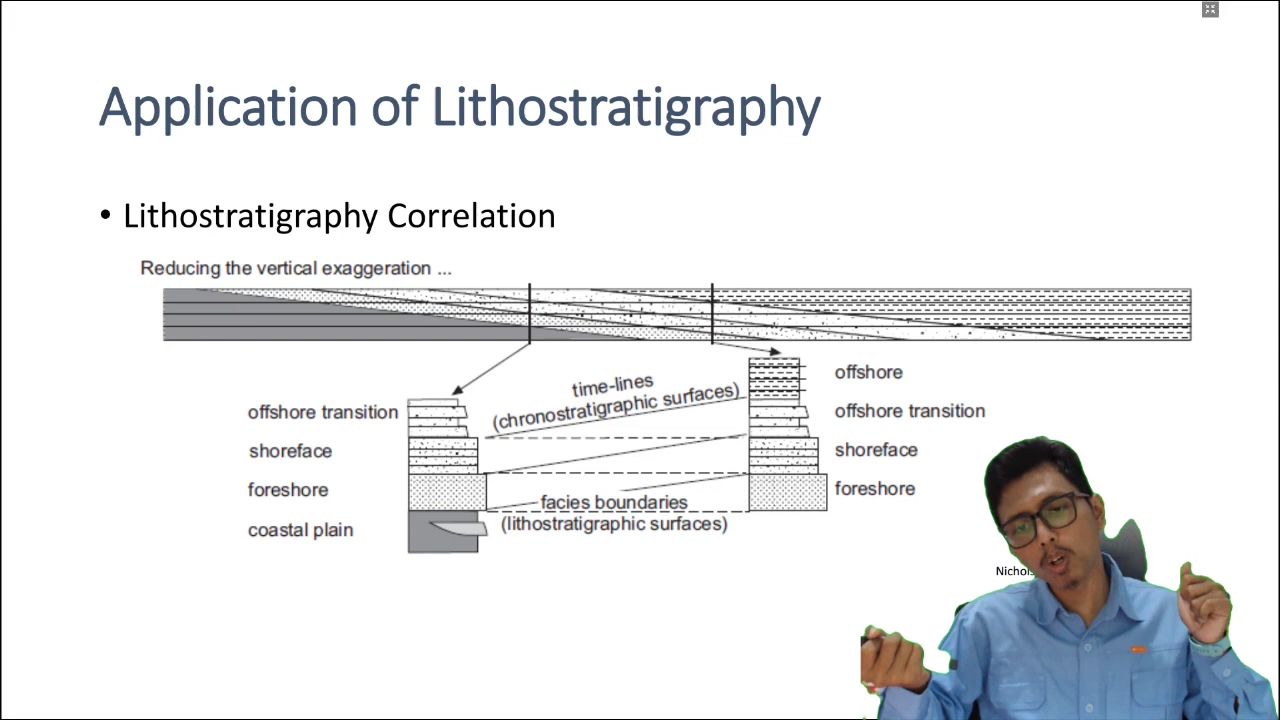 Application of Lithostratigraphy
• Lithostratigraphy Correlation
Reducing the vertical exaggeration ...
time-lines
(chronostratigraphic surfaces)
offshore transition
shoreface
foreshore
coastal plain
facies boundaries
(lithostratigraphic surfaces)
offshore
offshore transition
shoreface
foreshore